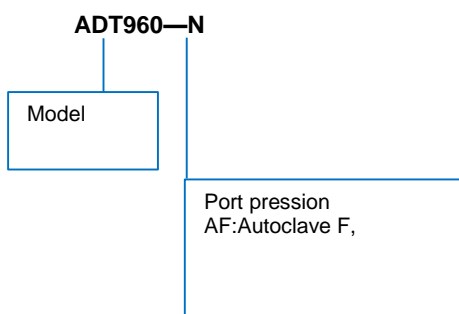 ADT960—N
Model
Port pression
AF:Autoclave F,